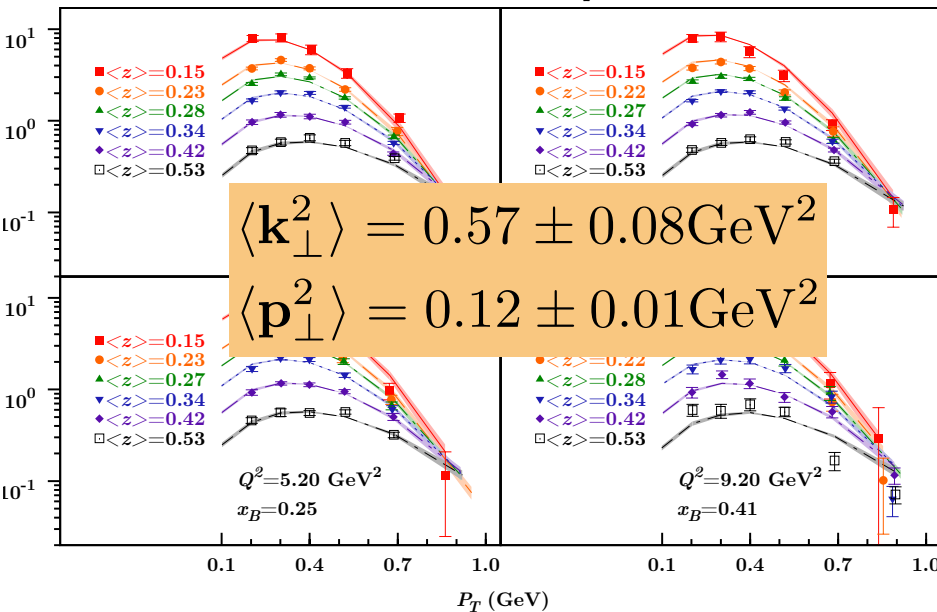 10¹
10⁰
10⁻¹
<z>=0.15
<z>=0.23
<z>=0.28
<z>=0.34
<z>=0.42
<z>=0.53
<z>=0.15
<z>=0.22
<z>=0.27
<z>=0.34
<z>=0.42
<z>=0.53
⟨k²⊥⟩ = 0.57 ± 0.08GeV²
⟨p²⊥⟩ = 0.12 ± 0.01GeV²
10¹
10⁰
10⁻¹
<z>=0.15
<z>=0.23
<z>=0.27
<z>=0.34
<z>=0.42
<z>=0.53
Q²=5.20 GeV²
x_B=0.25
<z>=0.22
<z>=0.28
<z>=0.34
<z>=0.42
<z>=0.53
Q²=9.20 GeV²
x_B=0.41
0.1 0.4 0.7 1.0
0.1 0.4 0.7 1.0
P_T (GeV)